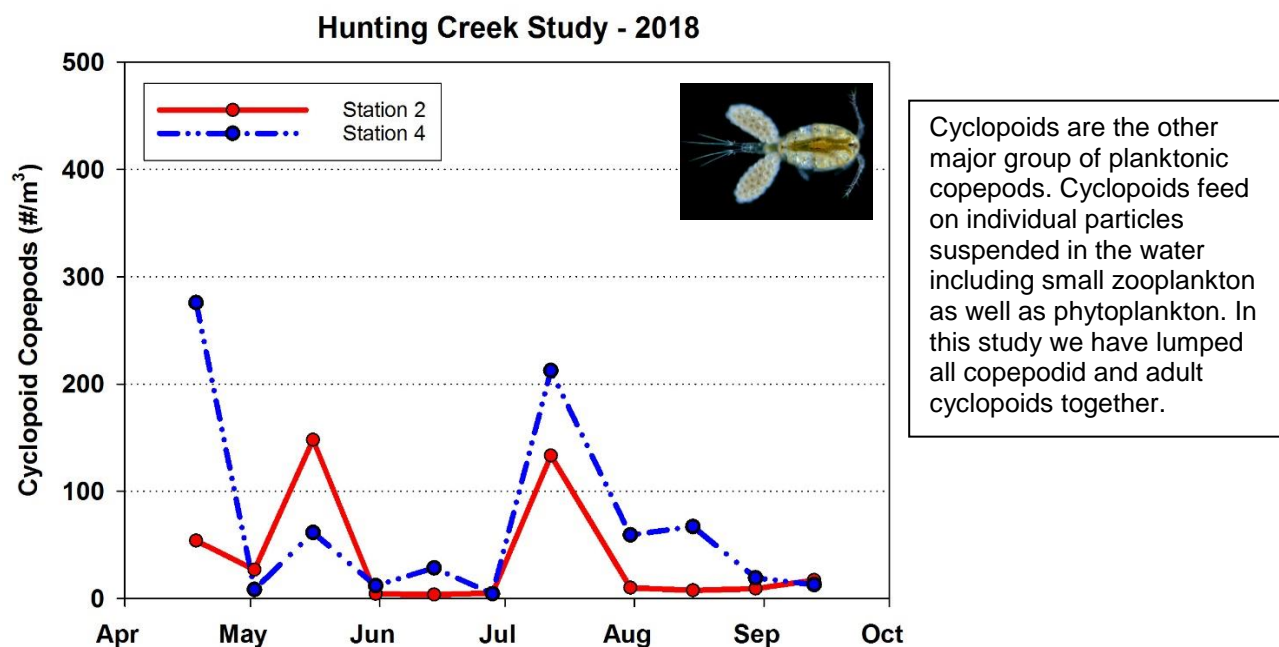 Hunting Creek Study - 2018
500
400
300
200
100
0
Cyclopoid Copepods (#/m³)
Station 2
Station 4
Apr May Jun Jul Aug Sep Oct
Cyclopoids are the other
major group of planktonic
copepods. Cyclopoids feed
on individual particles
suspended in the water
including small zooplankton
as well as phytoplankton. In
this study we have lumped
all copepodid and adult
cyclopoids together.